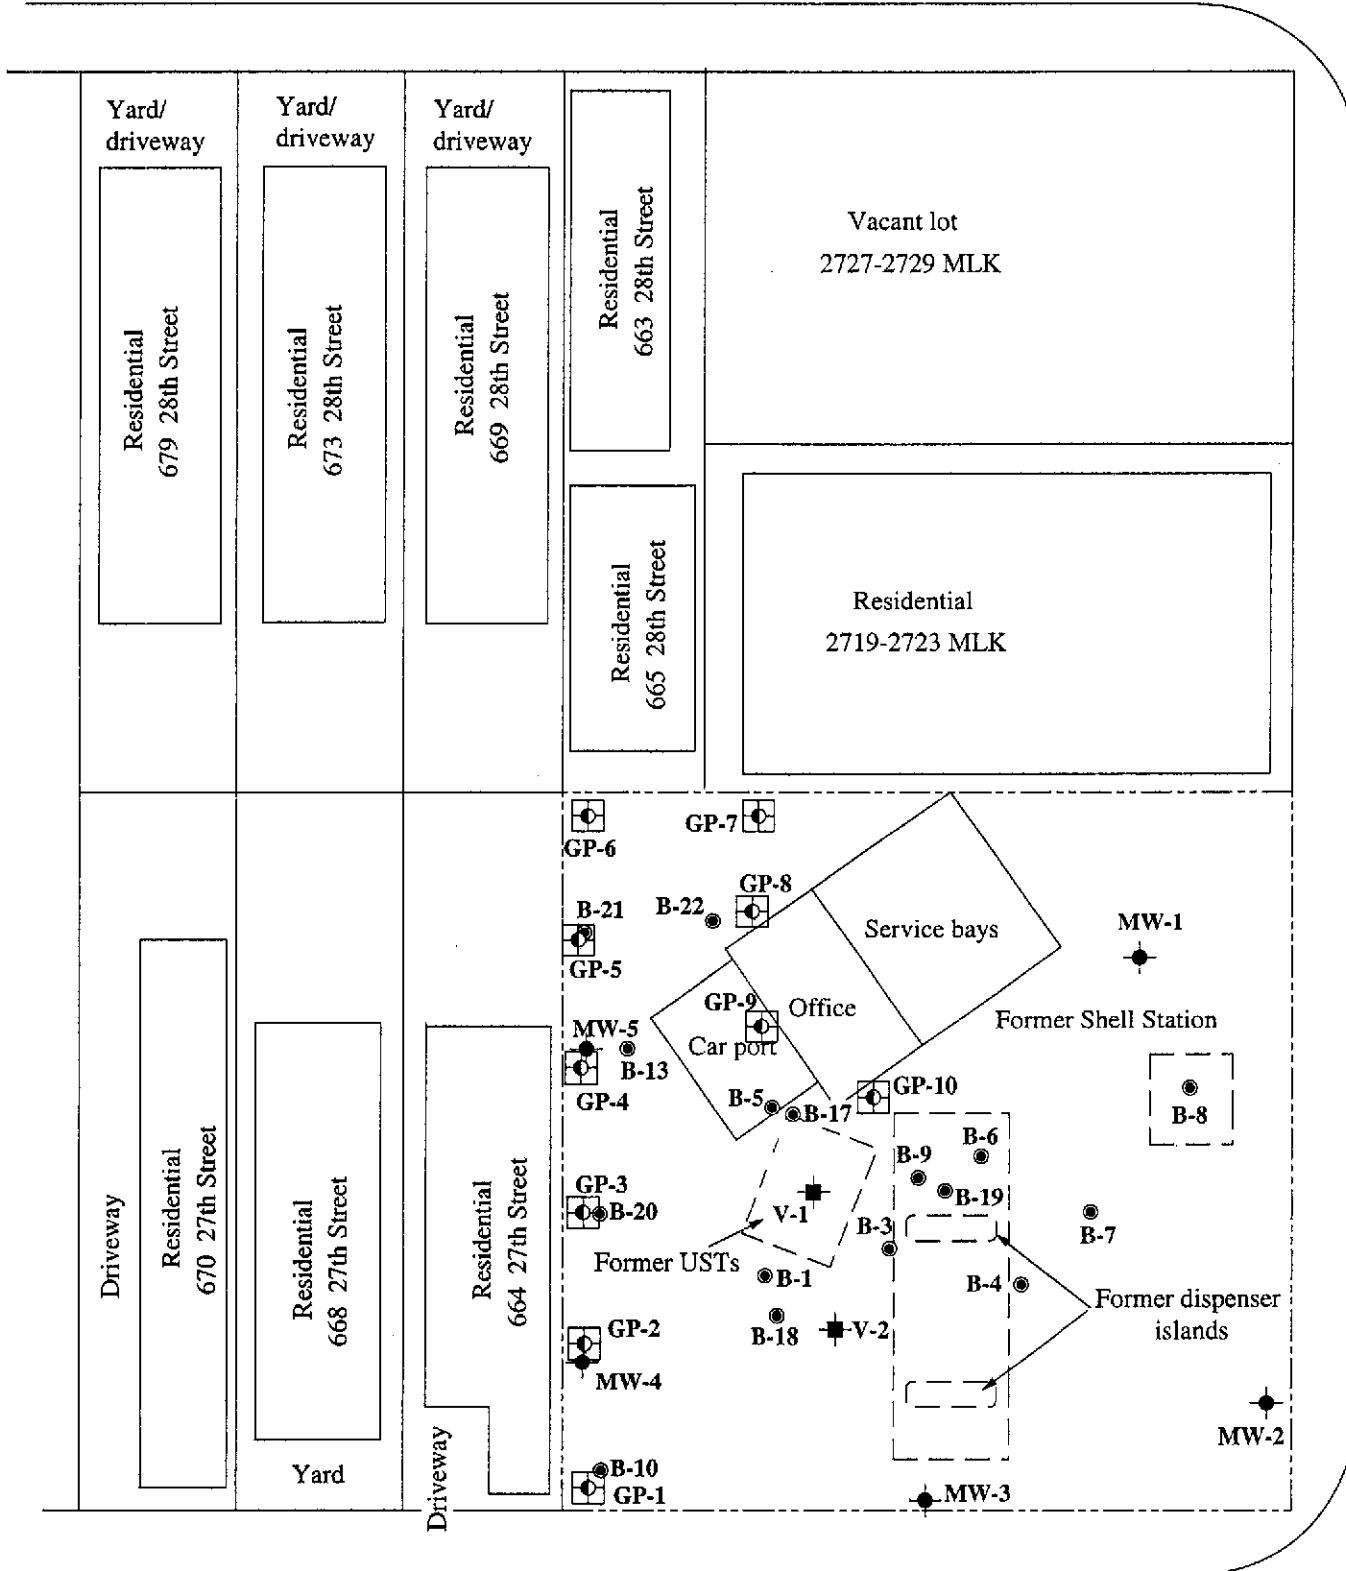 Yard/
driveway
Yard/
driveway
Yard/
driveway
Residential
679 28th Street
Residential
673 28th Street
Residential
669 28th Street
Residential
663 28th Street
Vacant lot
2727-2729 MLK
Residential
665 28th Street
Residential
2719-2723 MLK
GP-6
GP-7
GP-8
B-21
B-22
GP-5
Service bays
MW-1
GP-9
Office
MW-5
Car port
Former Shell Station
B-13
GP-4
GP-10
B-5
B-17
B-8
B-6
B-9
GP-3
B-20
B-19
V-1
B-3
B-7
Former USTs
B-1
B-4
Former dispenser
islands
GP-2
B-18
V-2
MW-4
MW-2
B-10
GP-1
MW-3
Driveway
Residential
670 27th Street
Residential
668 27th Street
Residential
664 27th Street
Yard
Driveway